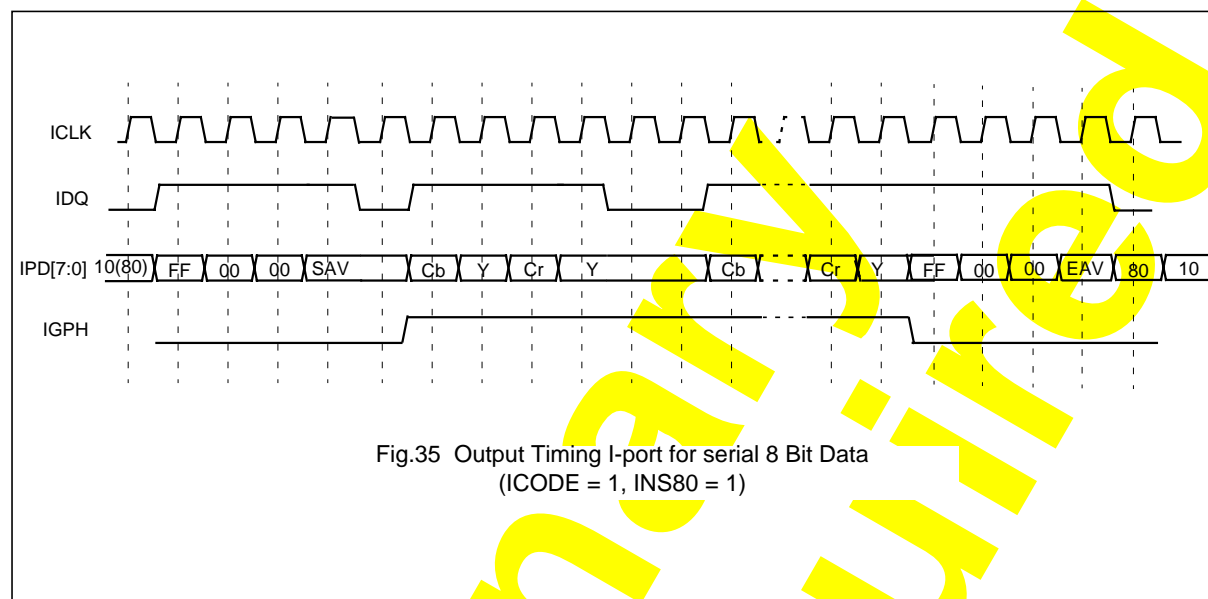 ICLK
IDQ
IPD[7:0] 10(80) FF 00 00 SAV Cb Y Cr Y Cb Cr Y FF 00 00 EAV 80 10
IGPH
Fig.35 Output Timing I-port for serial 8 Bit Data
(ICODE = 1, INS80 = 1)